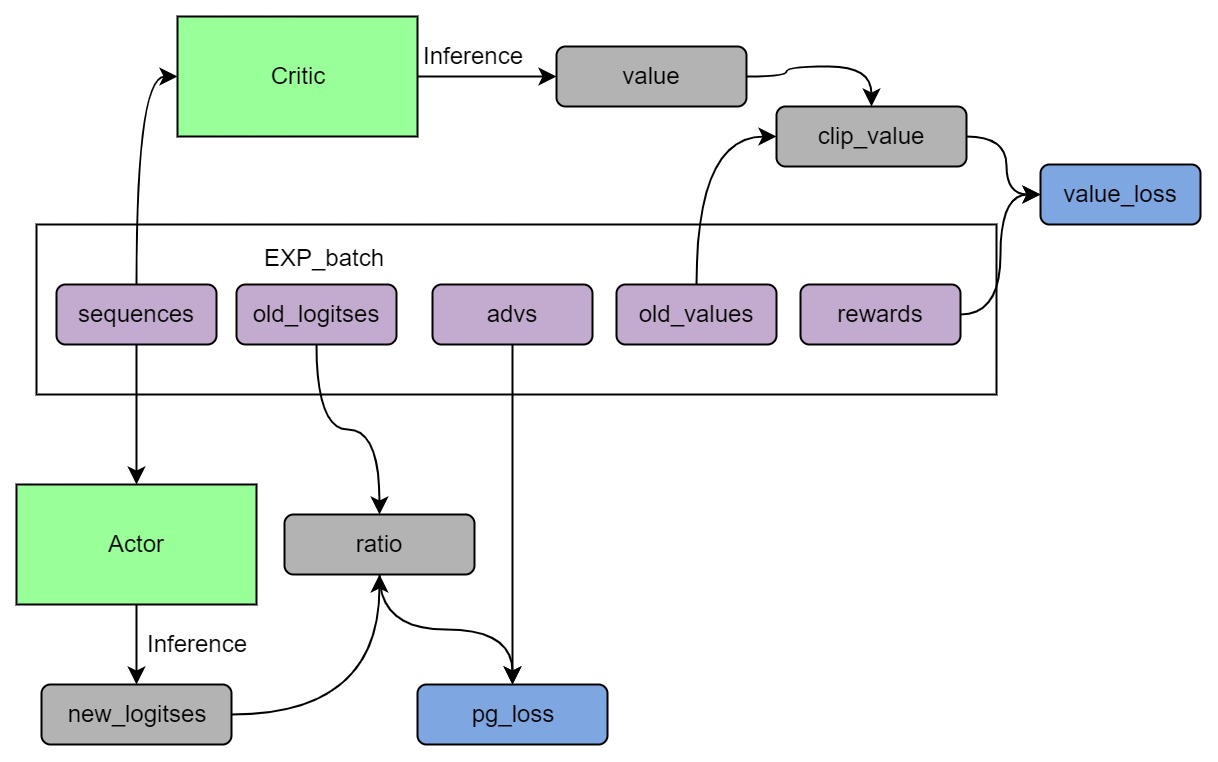 Critic
Inference
value
clip_value
value_loss
EXP_batch
sequences
old_logitses
advs
old_values
rewards
Actor
ratio
Inference
new_logitses
pg_loss